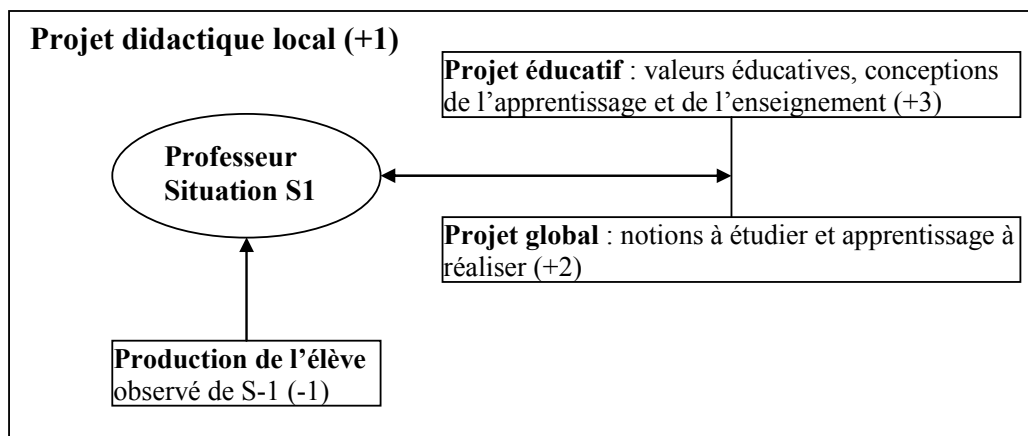 Projet didactique local (+1)
Projet éducatif : valeurs éducatives, conceptions
de l’apprentissage et de l’enseignement (+3)
Professeur
Situation S1
Projet global : notions à étudier et apprentissage à
réaliser (+2)
Production de l’élève
observé de S-1 (-1)